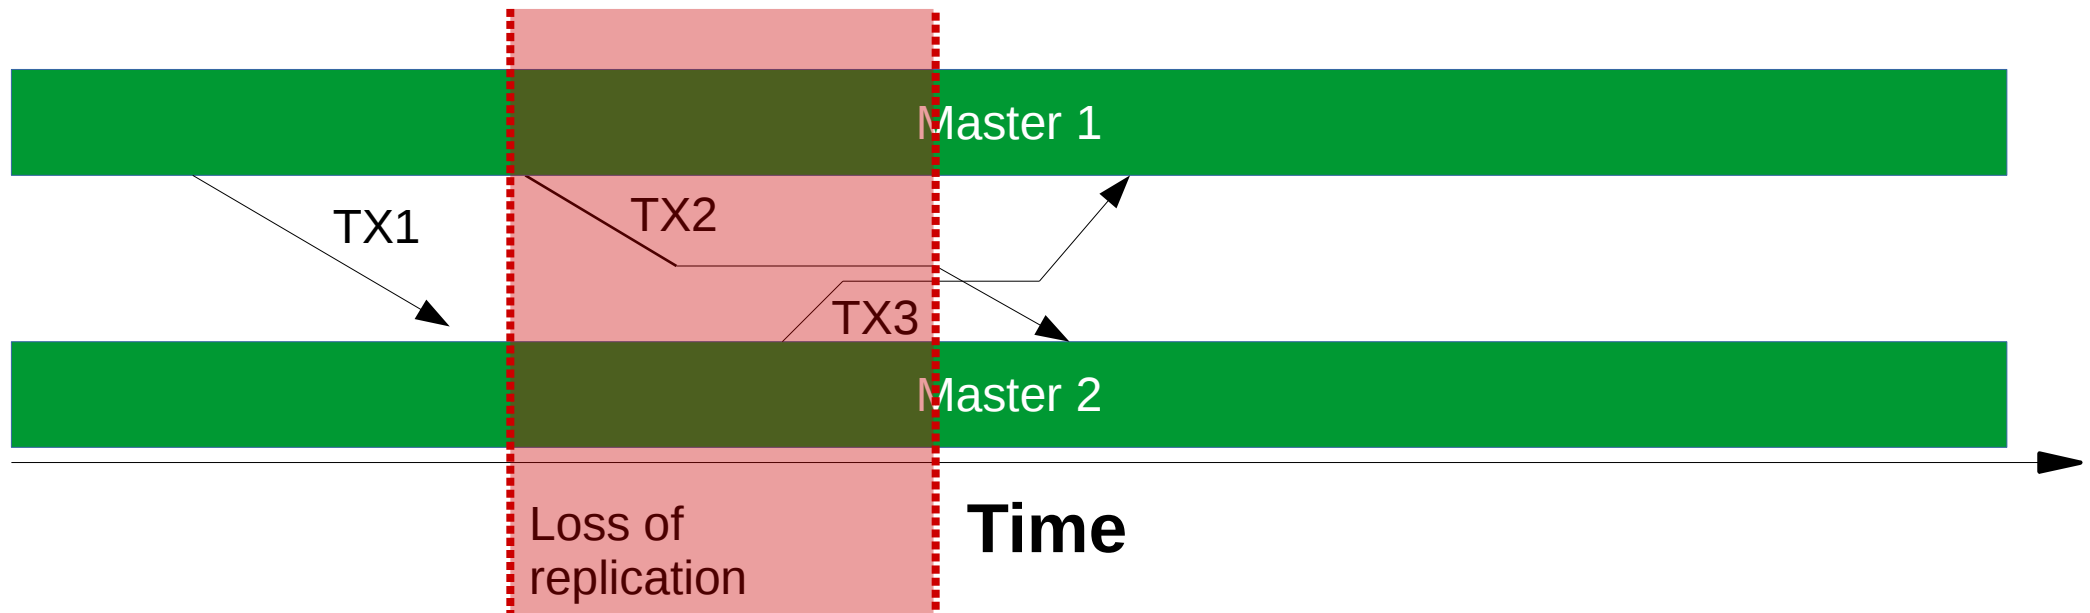 Master 1
TX1
TX2
TX3
Master 2
Loss of
replication
Time